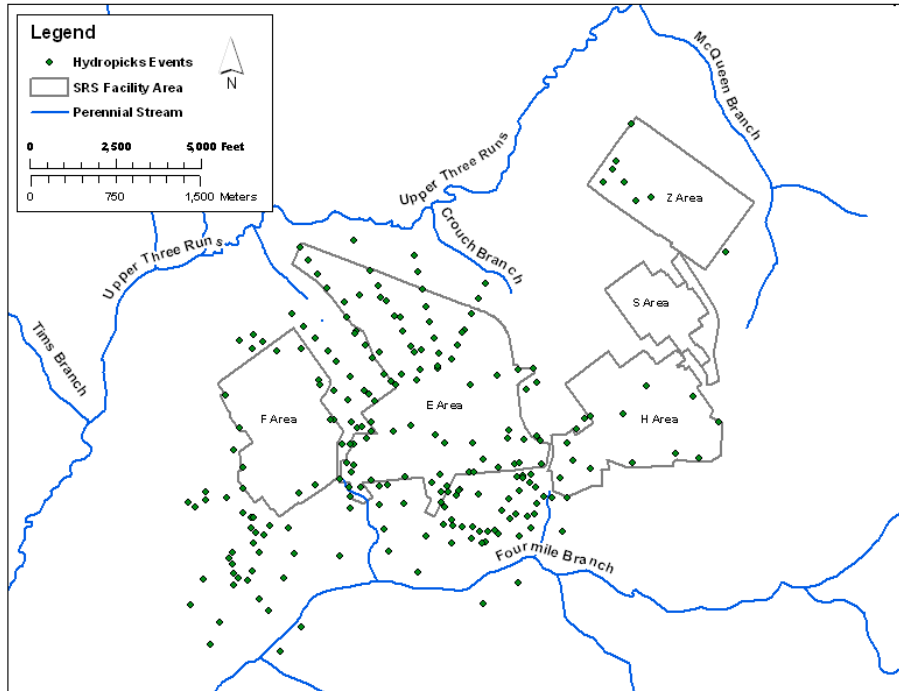 Legend
Hydropicks Events
SRS Facility Area
Perennial Stream
N
0 2,500 5,000 Feet
0 750 1,500 Meters
McQueen Branch
Upper Three Runs
Z Area
Crouch Branch
Upper Three Runs
S Area
Tims Branch
F Area
E Area
H Area
Fourmile Branch